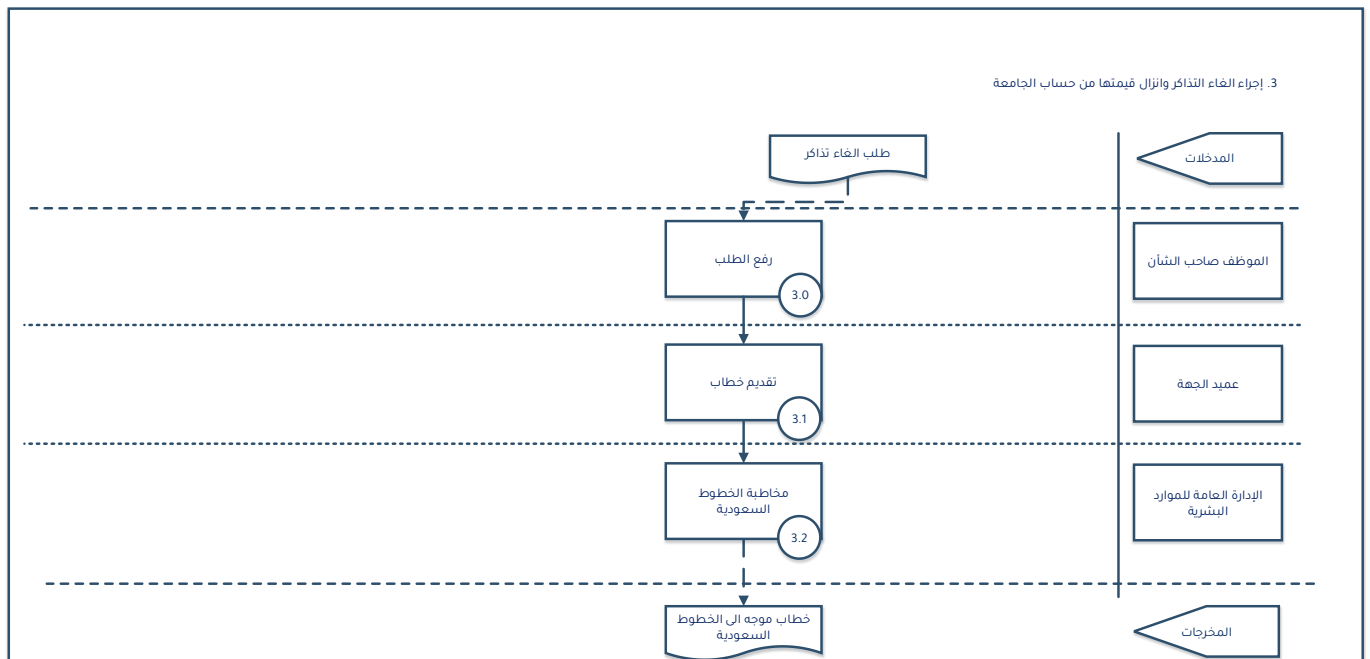 3. إجراء الغاء التذاكر وانزال قيمتها من حساب الجامعة
المدخلات
طلب الغاء تذاكر
الموظف صاحب الشأن
رفع الطلب
3.0
عميد الجهة
تقديم خطاب
3.1
الإدارة العامة للموارد
البشرية
مخاطبة الخطوط
السعودية
3.2
المخرجات
خطاب موجه الى الخطوط
السعودية